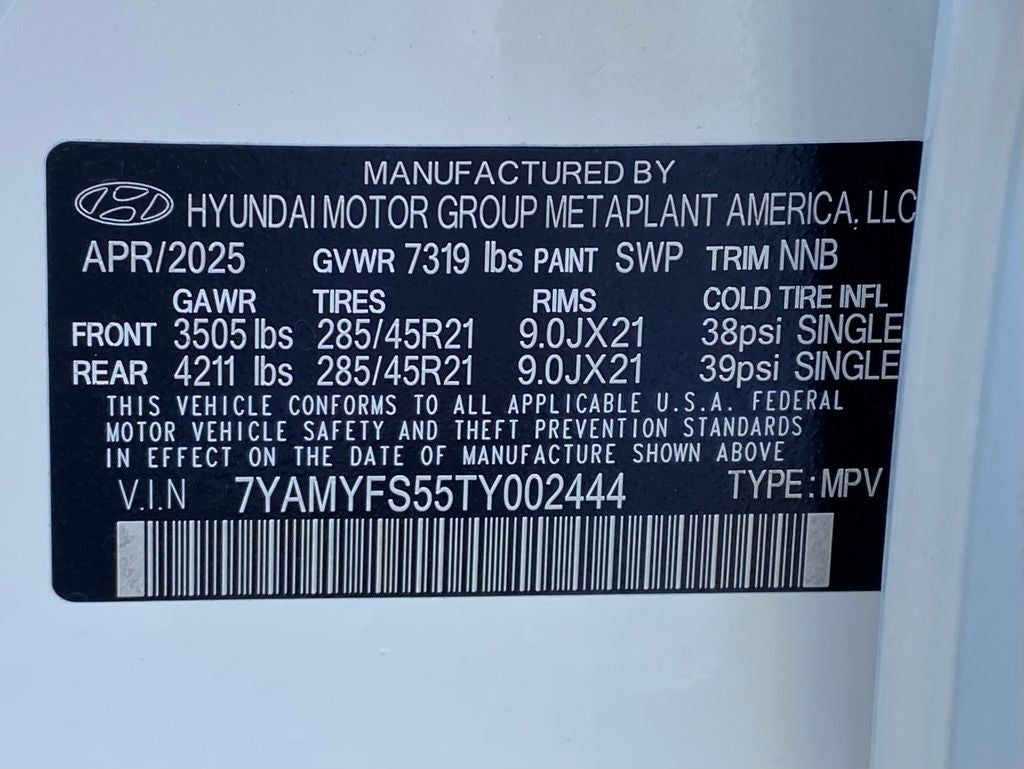 MANUFACTURED BY
HYUNDAI MOTOR GROUP METAPLANT AMERICA, LLC
APR/2025 GVWR 7319 lbs PAINT SWP TRIM NNB
GAWR TIRES RIMS COLD TIRE INFL
FRONT 3505 lbs 285/45R21 9.0JX21 38psi SINGLE
REAR 4211 lbs 285/45R21 9.0JX21 39psi SINGLE
THIS VEHICLE CONFORMS TO ALL APPLICABLE U.S.A. FEDERAL
MOTOR VEHICLE SAFETY AND THEFT PREVENTION STANDARDS
IN EFFECT ON THE DATE OF MANUFACTURE SHOWN ABOVE
V.I.N 7YAMYFS55TY002444 TYPE : MPV